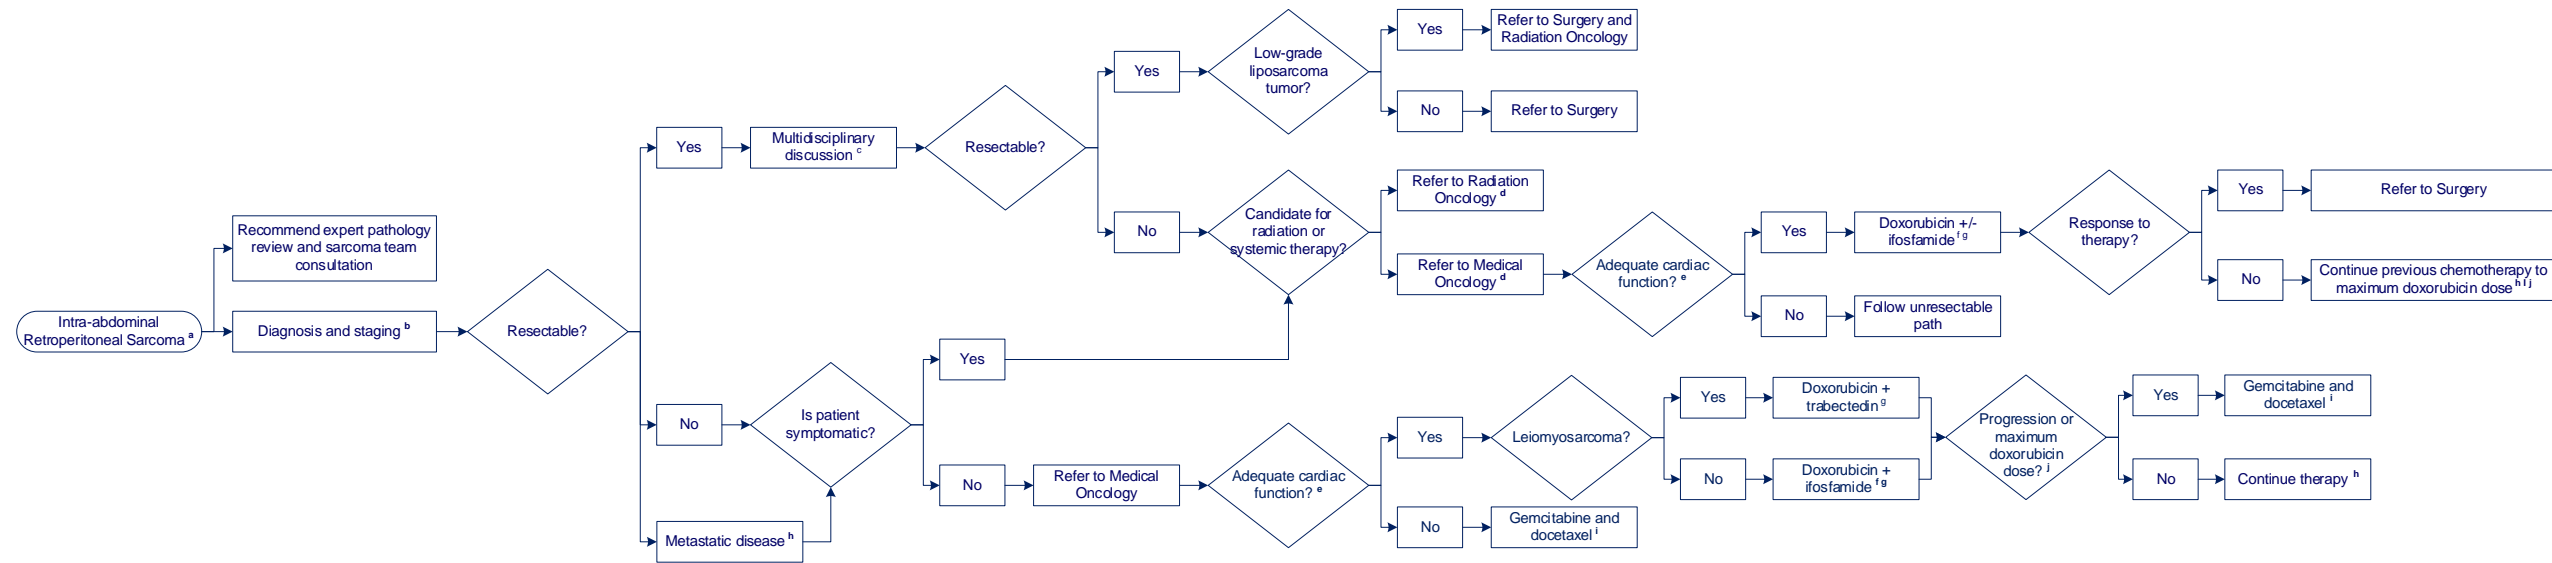 Intra-abdominal
Retroperitoneal Sarcoma a
Recommend expert pathology
review and sarcoma team
consultation
Diagnosis and staging b
Resectable?
Yes
Multidisciplinary
discussion c
Resectable?
Yes
Low-grade
liposarcoma
tumor?
Yes
Refer to Surgery and
Radiation Oncology
No
Refer to Surgery
No
Candidate for
radiation or
systemic therapy?
Refer to Radiation
Oncology d
Refer to Medical
Oncology d
Adequate cardiac
function? e
Yes
Doxorubicin +/-
ifosfamide f g
Response to
therapy?
Yes
Refer to Surgery
No
Continue previous chemotherapy to
maximum doxorubicin dose h i j
No
Follow unresectable
path
No
Is patient
symptomatic?
Yes
No
Refer to Medical
Oncology
Adequate cardiac
function? e
Yes
Leiomyosarcoma?
Yes
Doxorubicin +
trabectedin g
No
Doxorubicin +
ifosfamide f g
Progression or
maximum
doxorubicin
dose? j
Yes
Gemcitabine and
docetaxel i
No
Continue therapy h
No
Gemcitabine and
docetaxel i
Metastatic disease h